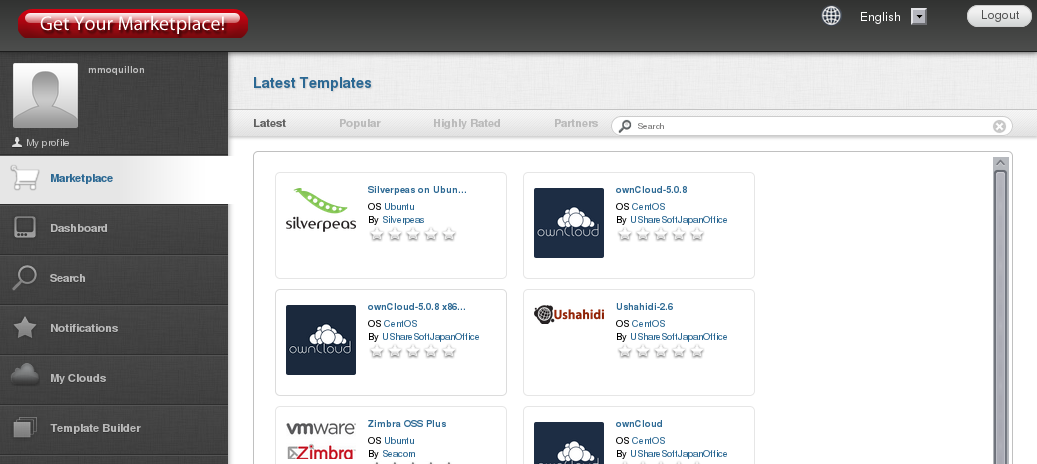 Get Your Marketplace!
English
Logout
mmoquillon
My profile
Marketplace
Dashboard
Search
Notifications
My Clouds
Template Builder
Latest Templates
Latest Popular Highly Rated Partners Search
silverpeas
Silverpeas on Ubun...
OS Ubuntu
By Silverpeas
ownCloud
ownCloud-5.0.8
OS CentOS
By UShareSoftJapanOffice
ownCloud
ownCloud-5.0.8 x86...
OS CentOS
By UShareSoftJapanOffice
Ushahidi
Ushahidi-2.6
OS CentOS
By UShareSoftJapanOffice
vmware
Zimbra
Zimbra OSS Plus
OS Ubuntu
By Seacom
ownCloud
ownCloud
OS CentOS
By UShareSoftJapanOffice